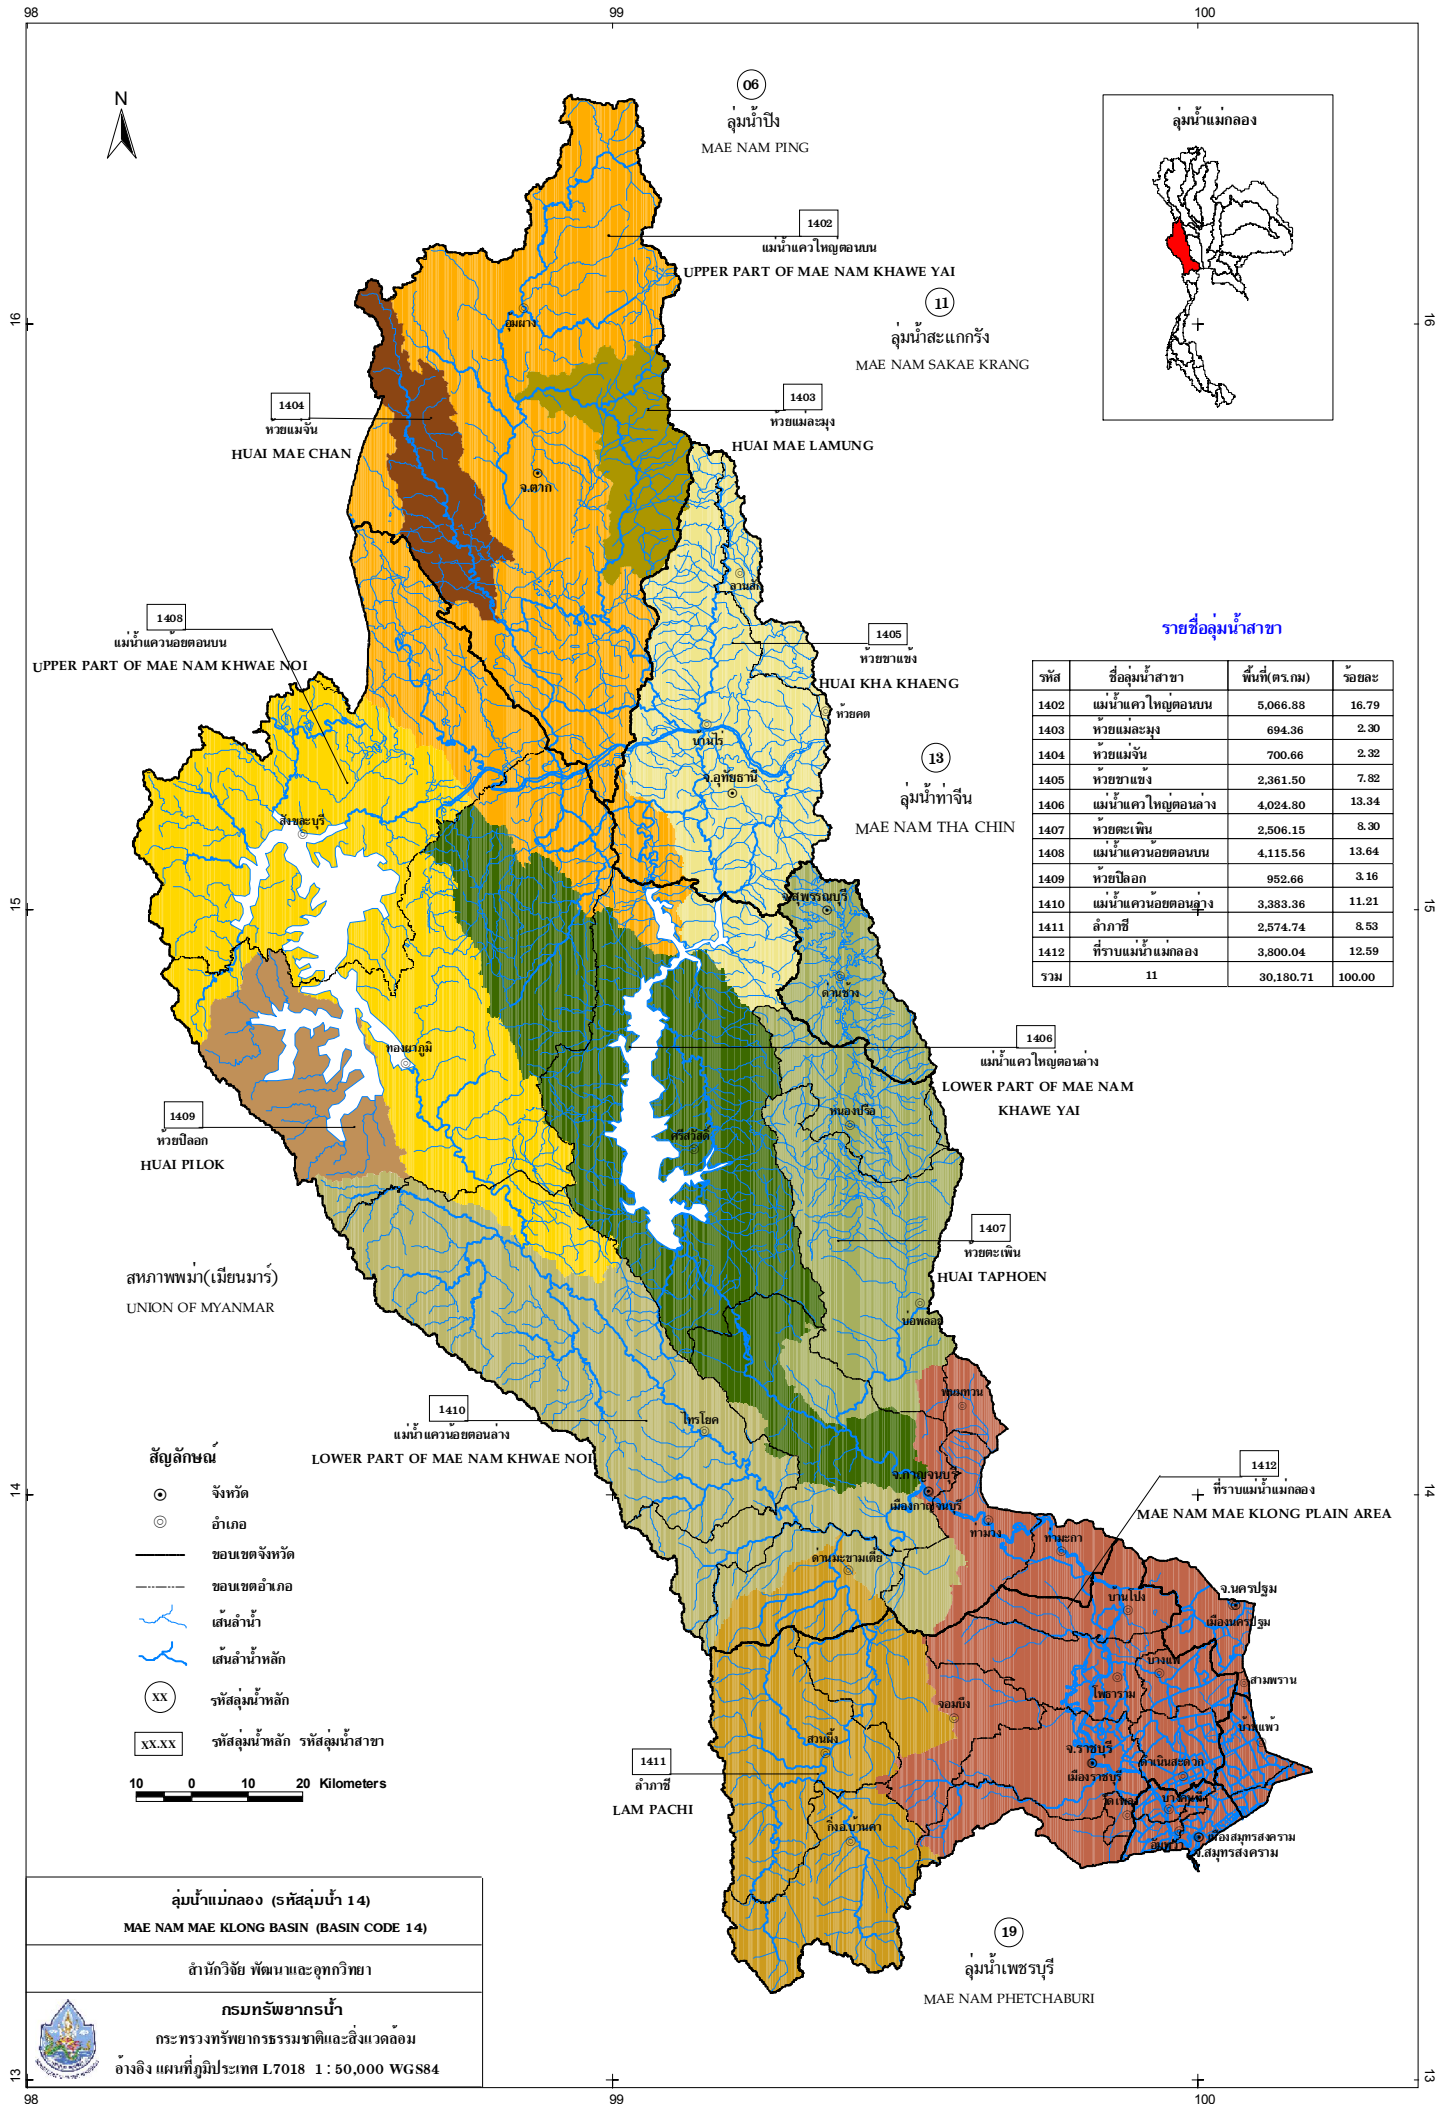 98
99
100
N
06
ลุ่มน้ำปิง
MAE NAM PING
ลุ่มน้ำแม่กลอง
1402
แม่น้ำแควใหญ่ตอนบน
UPPER PART OF MAE NAM KHAWE YAI
11
ลุ่มน้ำสะแกกรัง
MAE NAM SAKAE KRANG
16
16
อุ้มผาง
1404
ห้วยแม่จัน
HUAI MAE CHAN
1403
ห้วยแม่ละมุง
HUAI MAE LAMUNG
จ.ตาก
ลานสัก
1408
แม่น้ำแควน้อยตอนบน
UPPER PART OF MAE NAM KHWAE NOI
1405
ห้วยขาแข้ง
HUAI KHA KHAENG
ห้วยคต
บ้านไร่
จ.อุทัยธานี
13
ลุ่มน้ำท่าจีน
MAE NAM THA CHIN
รายชื่อลุ่มน้ำสาขา
รหัส ชื่อลุ่มน้ำสาขา พื้นที่(ตร.กม) ร้อยละ
1402 แม่น้ำแควใหญ่ตอนบน 5,066.88 16.79
1403 ห้วยแม่ละมุง 694.36 2.30
1404 ห้วยแม่จัน 700.66 2.32
1405 ห้วยขาแข้ง 2,361.50 7.82
1406 แม่น้ำแควใหญ่ตอนล่าง 4,024.80 13.34
1407 ห้วยตะเพิน 2,506.15 8.30
1408 แม่น้ำแควน้อยตอนบน 4,115.56 13.64
1409 ห้วยปิลอก 952.66 3.16
1410 แม่น้ำแควน้อยตอนล่าง 3,383.36 11.21
1411 ลำภาชี 2,574.74 8.53
1412 ที่ราบแม่น้ำแม่กลอง 3,800.04 12.59
รวม 11 30,180.71 100.00
สังขละบุรี
15
15
จ.สุพรรณบุรี
ด่านช้าง
ทองผาภูมิ
1406
แม่น้ำแควใหญ่ตอนล่าง
LOWER PART OF MAE NAM
KHAWE YAI
1409
ห้วยปิลอก
HUAI PILOK
หนองปรือ
ศรีสวัสดิ์
1407
ห้วยตะเพิน
HUAI TAPHOEN
สหภาพพม่า(เมียนมาร์)
UNION OF MYANMAR
บ่อพลอย
พนมทวน
1410
แม่น้ำแควน้อยตอนล่าง
LOWER PART OF MAE NAM KHWAE NOI
ไทรโยค
จ.กาญจนบุรี
เมืองกาญจนบุรี
14
14
1412
ที่ราบแม่น้ำแม่กลอง
MAE NAM MAE KLONG PLAIN AREA
ท่าม่วง
ท่ามะกา
ด่านมะขามเตี้ย
บ้านโป่ง
จ.นครปฐม
เมืองนครปฐม
บางแพ
สามพราน
โพธาราม
จอมบึง
บ้านแพ้ว
สวนผึ้ง
จ.ราชบุรี
เมืองราชบุรี
ดำเนินสะดวก
วัดเพลง
บางคนที
กิ่งอ.บ้านคา
อัมพวา
เมืองสมุทรสงคราม
จ.สมุทรสงคราม
1411
ลำภาชี
LAM PACHI
สัญลักษณ์
จังหวัด
อำเภอ
ขอบเขตจังหวัด
ขอบเขตอำเภอ
เส้นลำน้ำ
เส้นลำน้ำหลัก
XX รหัสลุ่มน้ำหลัก
XX.XX รหัสลุ่มน้ำหลัก รหัสลุ่มน้ำสาขา
10 0 10 20 Kilometers
19
ลุ่มน้ำเพชรบุรี
MAE NAM PHETCHABURI
ลุ่มน้ำแม่กลอง (รหัสลุ่มน้ำ 14)
MAE NAM MAE KLONG BASIN (BASIN CODE 14)
สำนักวิจัย พัฒนาและอุทกวิทยา
กรมทรัพยากรน้ำ
กระทรวงทรัพยากรธรรมชาติและสิ่งแวดล้อม
อ้างอิง แผนที่ภูมิประเทศ L7018 1 : 50,000 WGS84
13
13
98
99
100